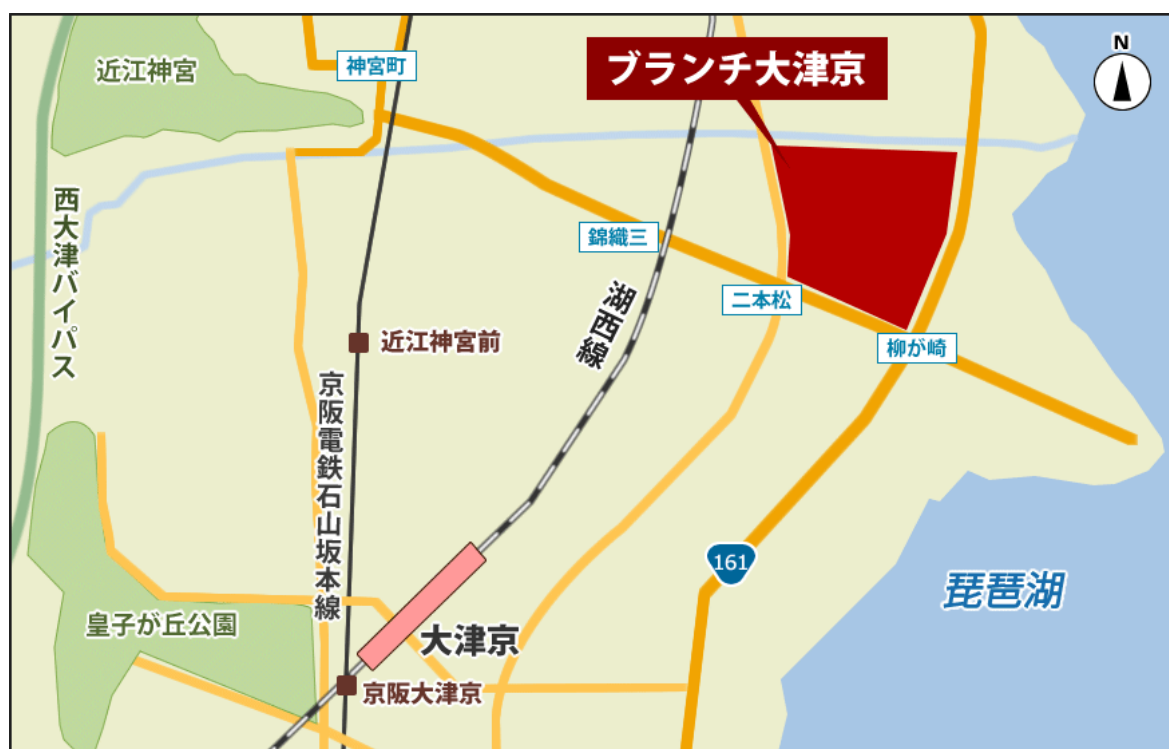 ブランチ大津京
N
近江神宮
神宮町
西大津バイパス
錦織三
二本松
湖西線
近江神宮前
柳が崎
京阪電鉄石山坂本線
161
琵琶湖
皇子が丘公園
大津京
京阪大津京